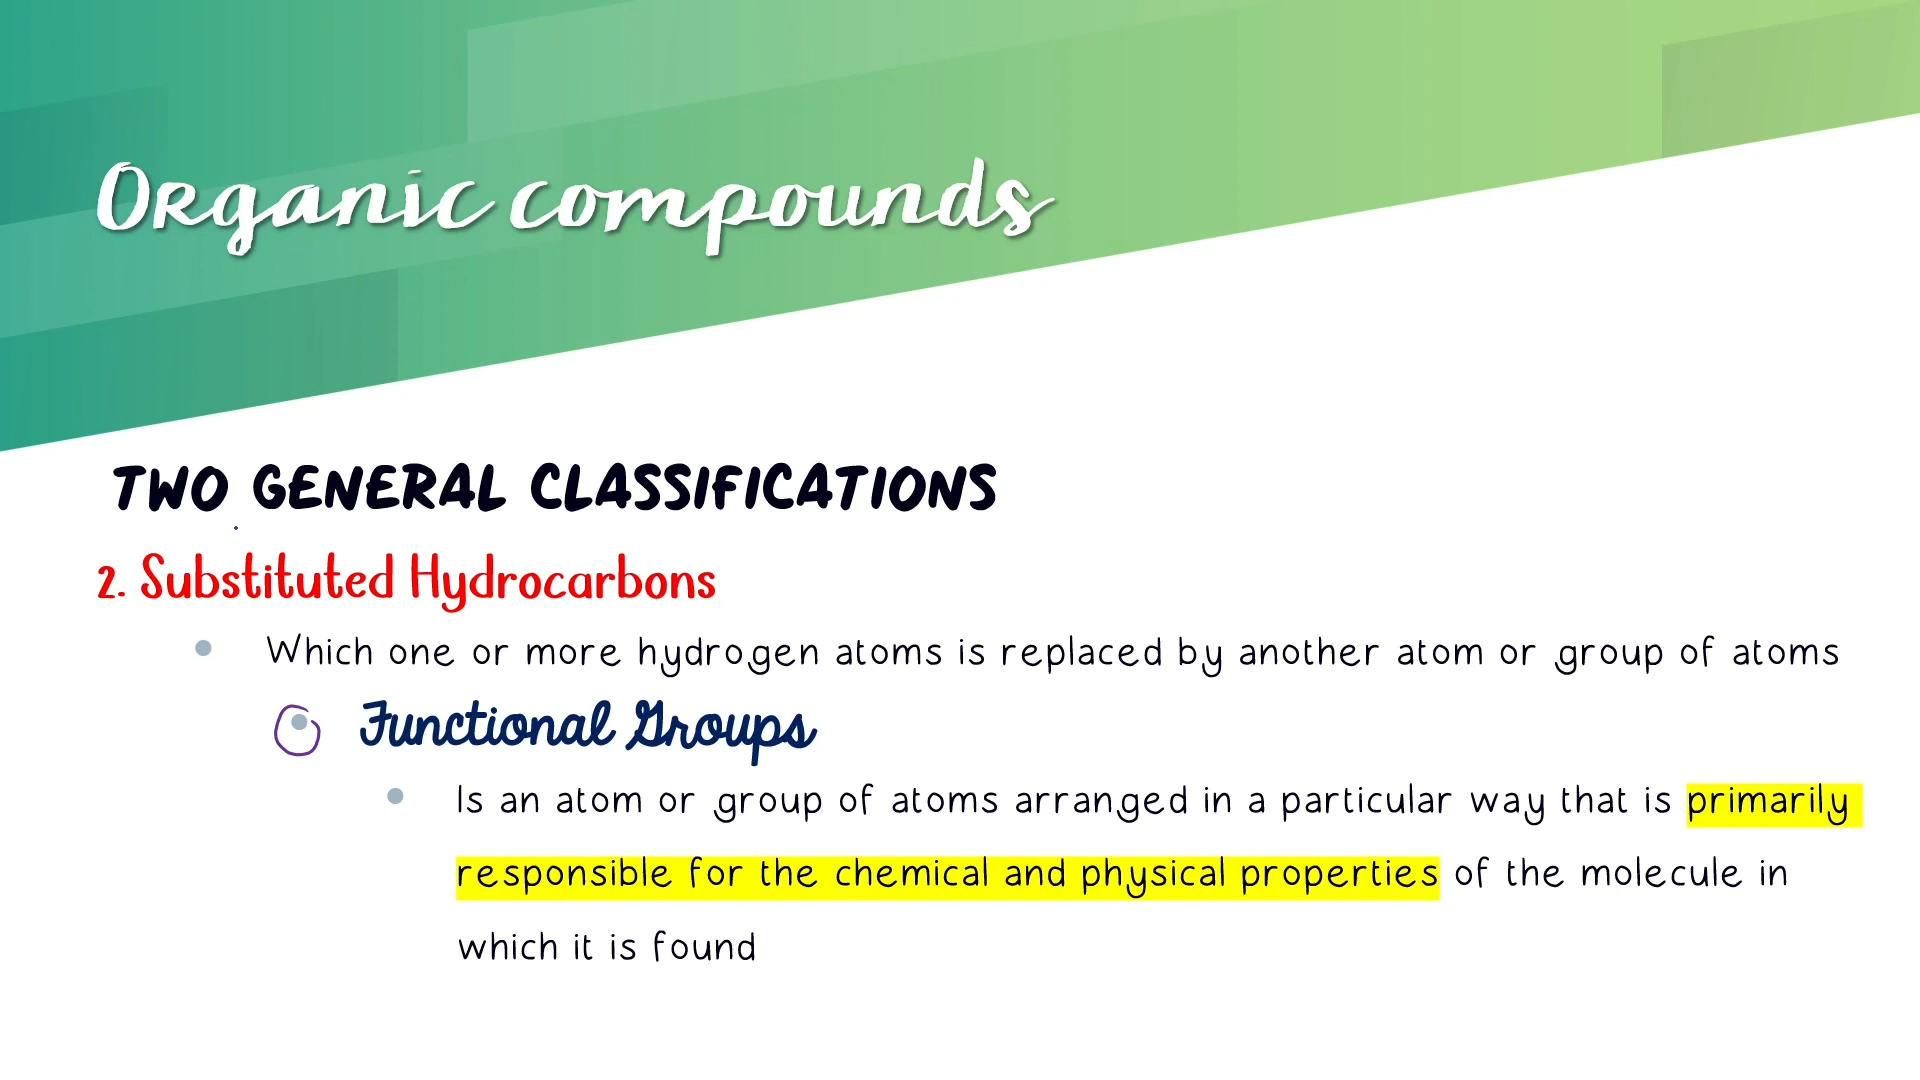 Organic compounds
TWO GENERAL CLASSIFICATIONS
2. Substituted Hydrocarbons
Which one or more hydrogen atoms is replaced by another atom or group of atoms
Functional Groups
Is an atom or group of atoms arranged in a particular way that is primarily
responsible for the chemical and physical properties of the molecule in
which it is found